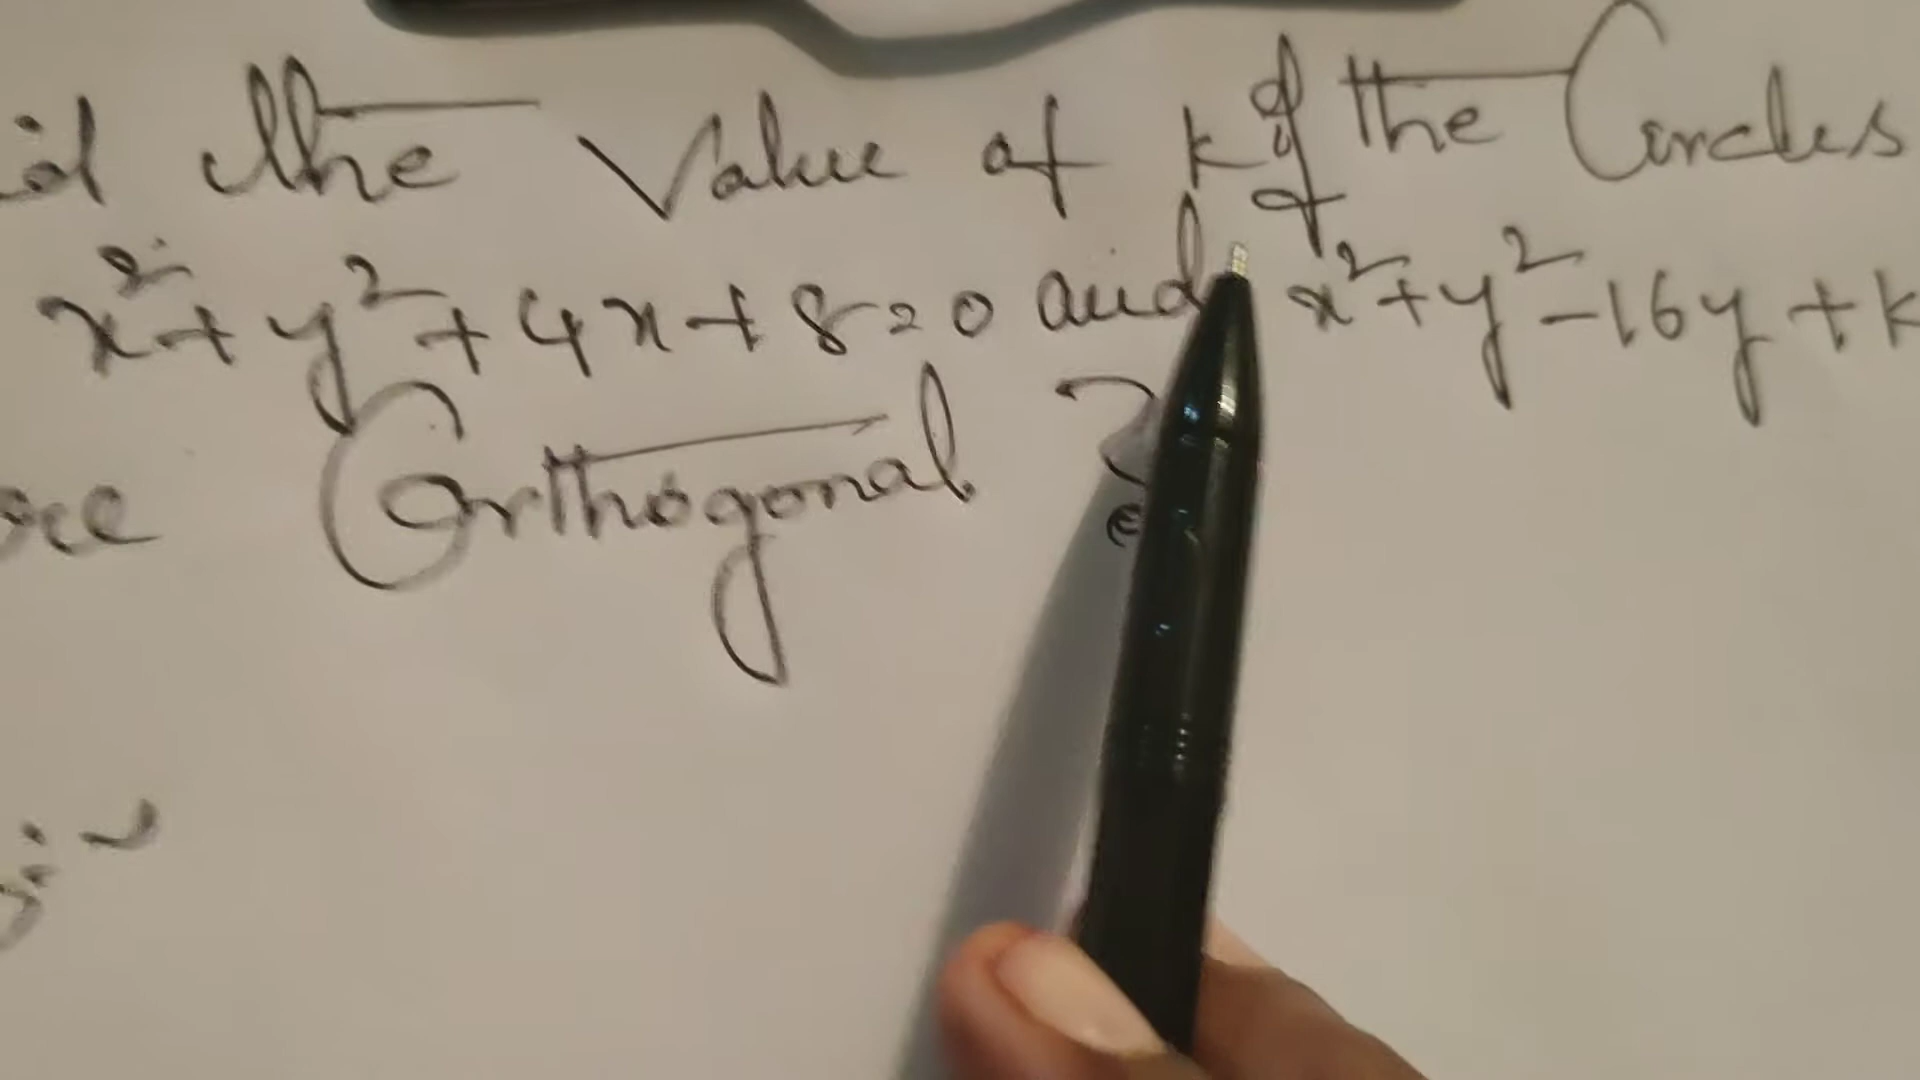 the Value of k if the Circles
x²+y²+4x+8=0 and x²+y²-16y+k
Orthogonal ?